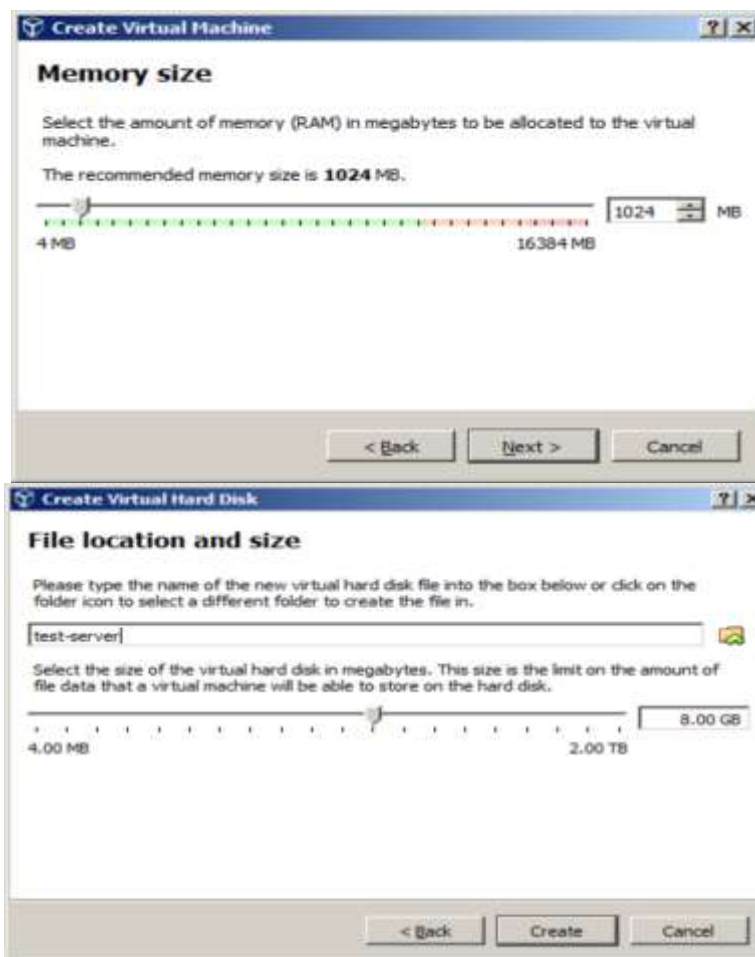 Create Virtual Machine
Memory size
Select the amount of memory (RAM) in megabytes to be allocated to the virtual
machine.
The recommended memory size is 1024 MB.
1024 MB
4 MB 16384 MB
< Back Next > Cancel
Create Virtual Hard Disk
File location and size
Please type the name of the new virtual hard disk file into the box below or click on the
folder icon to select a different folder to create the file in.
test-server
Select the size of the virtual hard disk in megabytes. This size is the limit on the amount of
file data that a virtual machine will be able to store on the hard disk.
8.00 GB
4.00 MB 2.00 TB
< Back Create Cancel